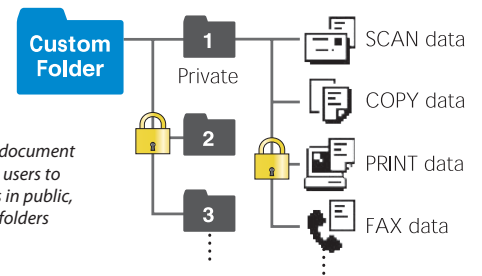 Custom
Folder
1
Private
2
3
SCAN data
COPY data
PRINT data
FAX data
document
users to
in public,
folders